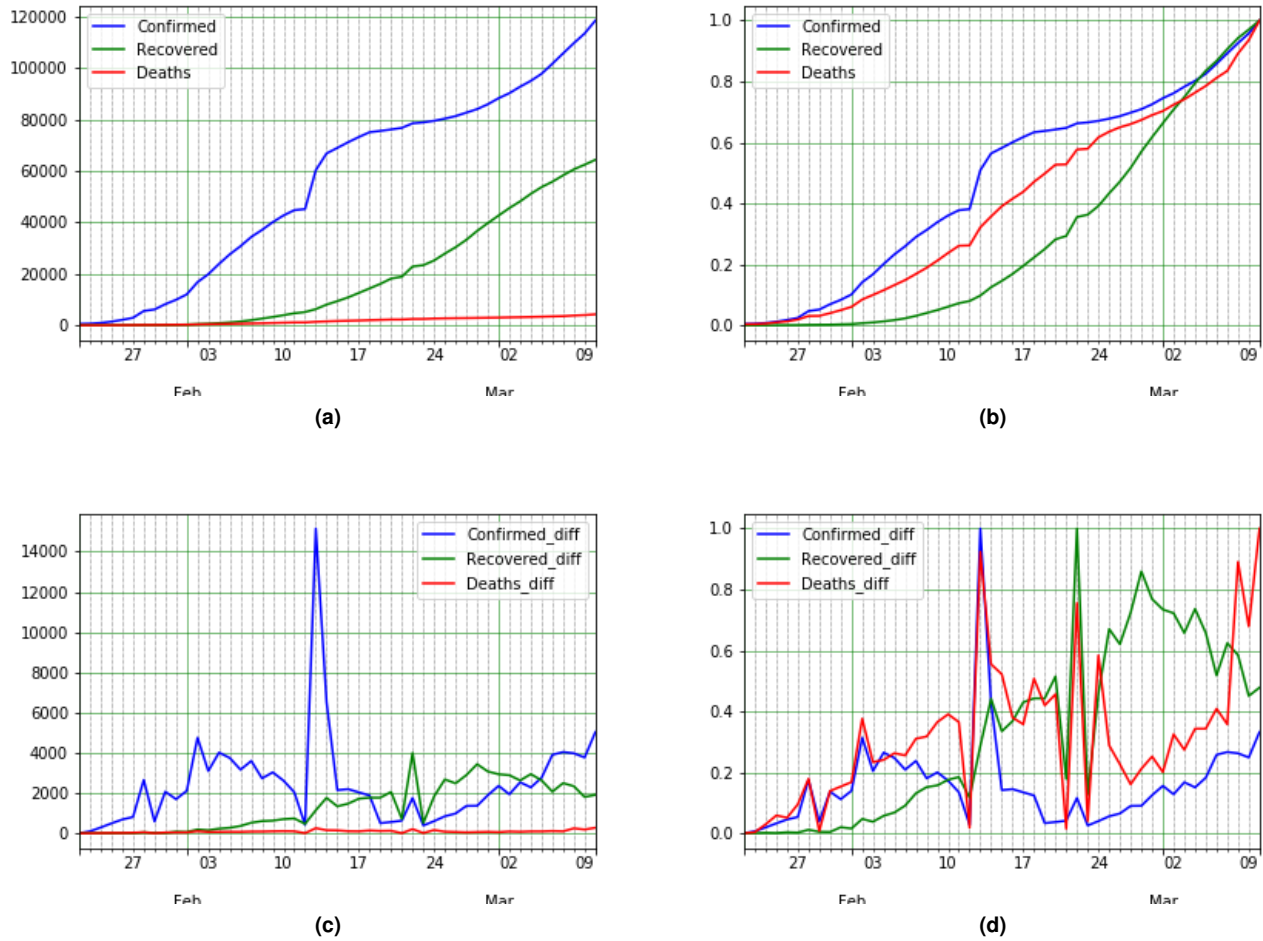 120000
100000
80000
60000
40000
20000
0
Confirmed
Recovered
Deaths
27 03 10 17 24 02 09
Feb Mar
(a)
1.0
0.8
0.6
0.4
0.2
0.0
Confirmed
Recovered
Deaths
27 03 10 17 24 02 09
Feb Mar
(b)
14000
12000
10000
8000
6000
4000
2000
0
Confirmed_diff
Recovered_diff
Deaths_diff
27 03 10 17 24 02 09
Feb Mar
(c)
1.0
0.8
0.6
0.4
0.2
0.0
Confirmed_diff
Recovered_diff
Deaths_diff
27 03 10 17 24 02 09
Feb Mar
(d)